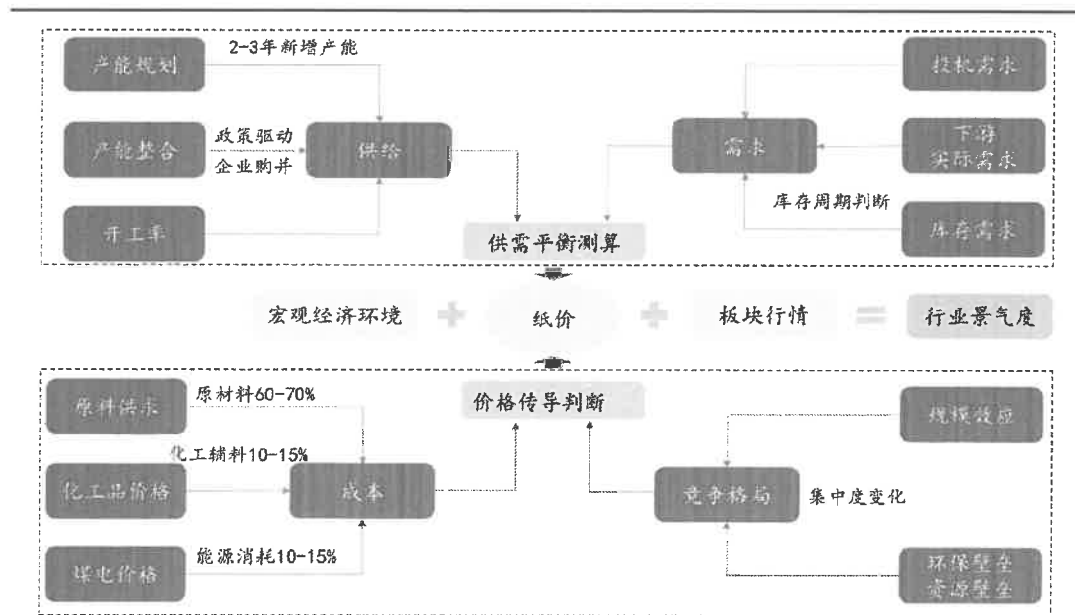 产能规划
2-3年新增产能
投机需求
产能整合
政策驱动
企业购并
供给
需求
下游
实际需求
库存周期判断
开工率
库存需求
供需平衡测算
宏观经济环境 + 纸价 + 板块行情 = 行业景气度
原料供求
原材料60-70%
价格传导判断
规模效应
化工辅料10-15%
化工品价格
成本
竞争格局
集中度变化
能源消耗10-15%
煤电价格
环保壁垒
资源壁垒